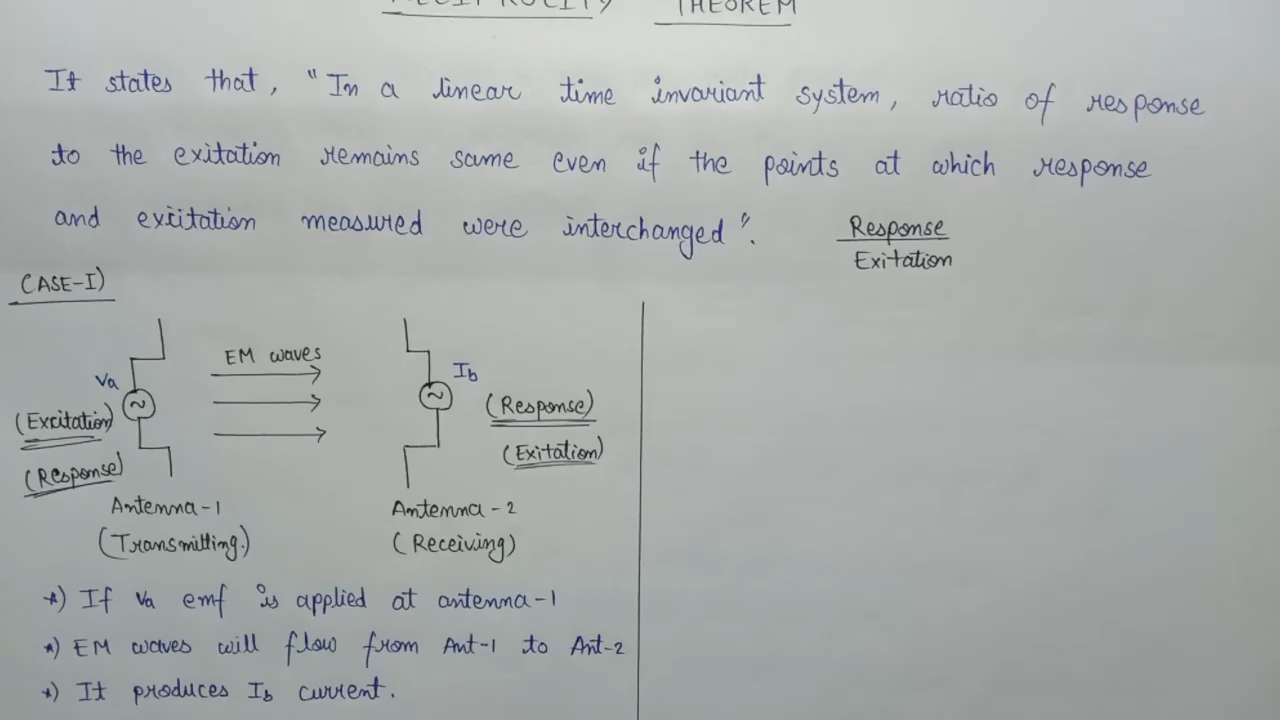 RECIPROCITY THEOREM
It states that, "In a linear time invariant system, ratio of response
to the exitation remains same even if the points at which response
and exiitation measured were interchanged".
Response
Exitation
CASE-I)
EM waves
Va
Ib
(Excitation)
(Response)
(Response)
(Exitation)
Antenna-1
Antenna-2
(Transmitting.)
(Receiving)
*) If Va emf is applied at antenna-1
*) EM waves will flow from Ant-1 to Ant-2
*) It produces Ib current.